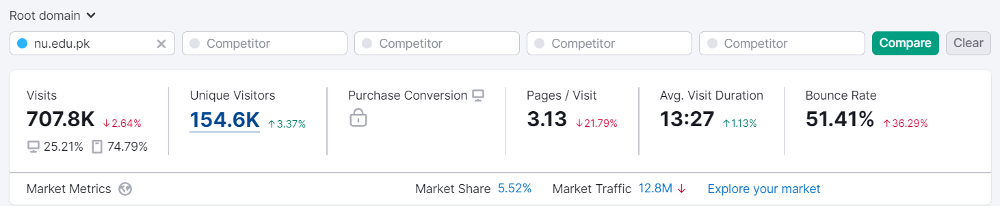 Root domain
nu.edu.pk Competitor Competitor Competitor Competitor Compare Clear
Visits Unique Visitors Purchase Conversion Pages / Visit Avg. Visit Duration Bounce Rate
707.8K ↓2.64% 154.6K ↑3.37% 3.13 ↓21.79% 13:27 ↑1.13% 51.41% ↑36.29%
25.21% 74.79%
Market Metrics Market Share 5.52% Market Traffic 12.8M ↓ Explore your market